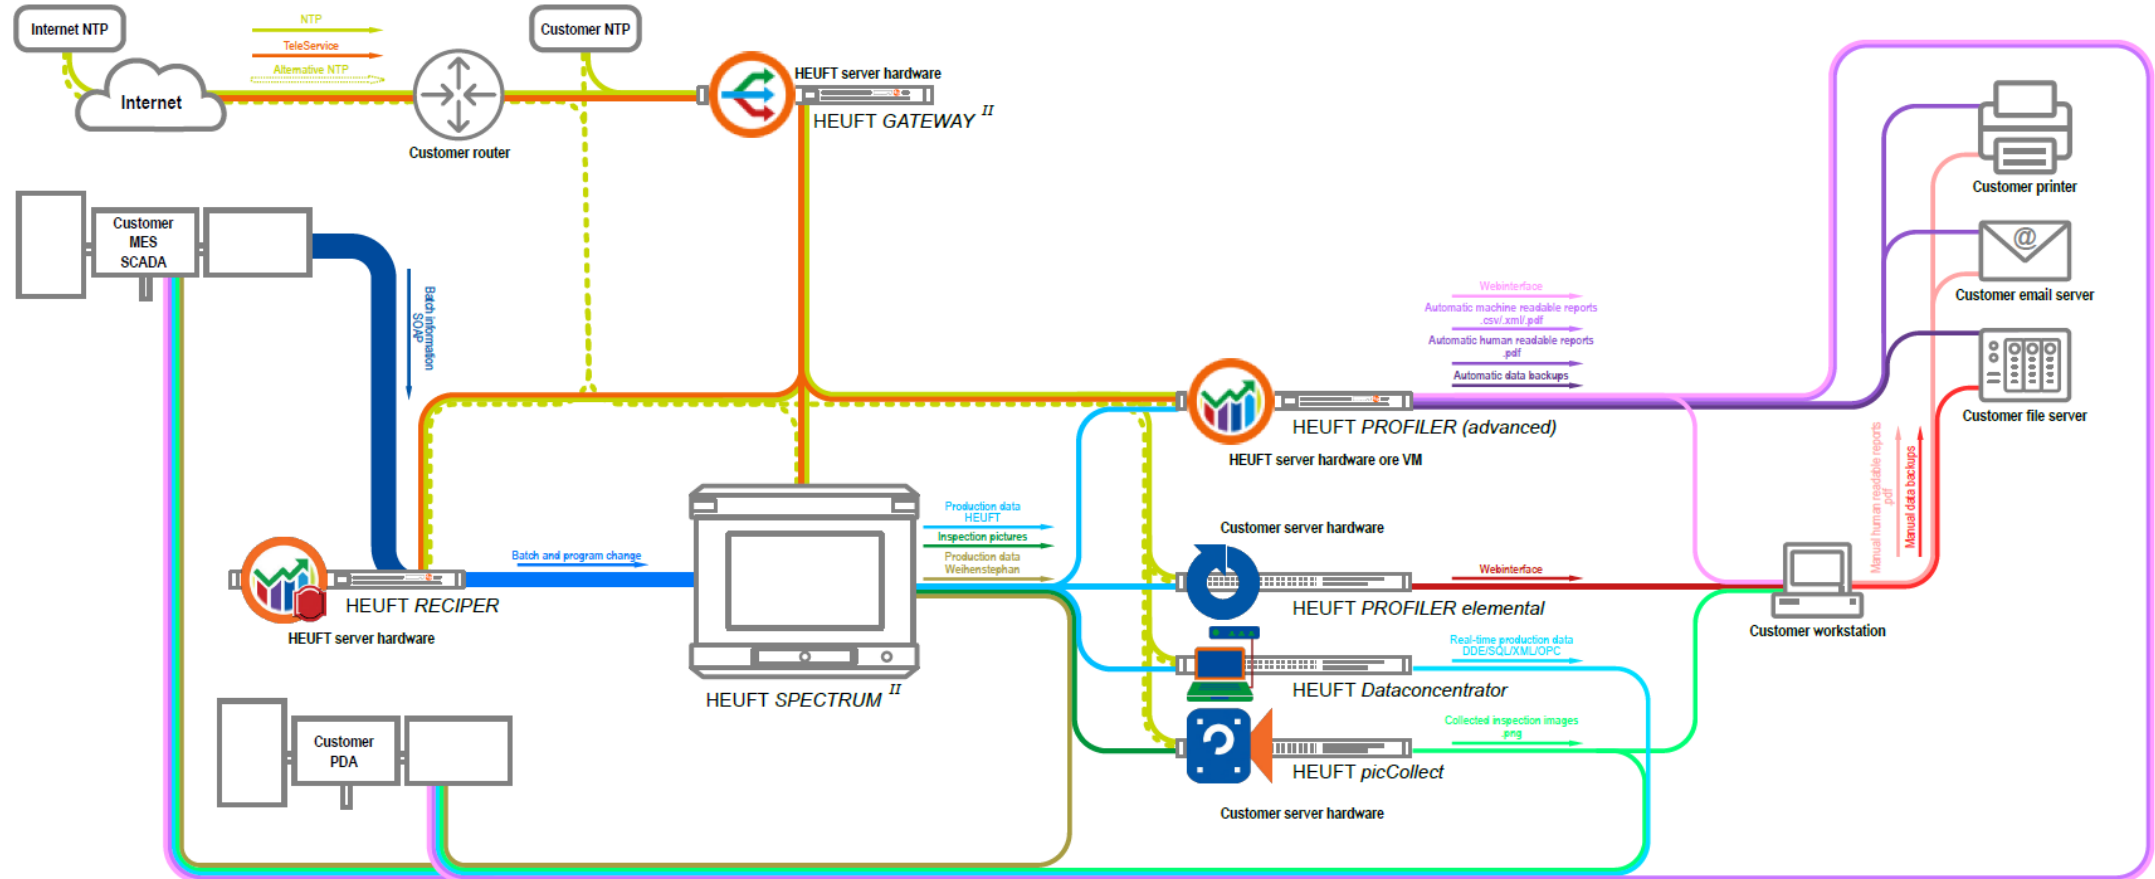 Internet NTP
NTP
TeleService
Alternative NTP
Customer NTP
Internet
Customer router
HEUFT server hardware
HEUFT GATEWAY II
Customer
MES
SCADA
Batch information
SOAP
Customer printer
@
Customer email server
Customer file server
Webinterface
Automatic machine readable reports
.csv/.xml/.pdf
Automatic human readable reports
.pdf
Automatic data backups
HEUFT PROFILER (advanced)
HEUFT server hardware ore VM
Manual human readable reports
.pdf
Manual data backups
Production data
HEUFT
Inspection pictures
Production data
Weihenstephan
Customer server hardware
Batch and program change
HEUFT RECIPER
HEUFT server hardware
HEUFT SPECTRUM II
Webinterface
HEUFT PROFILER elemental
Customer workstation
Real-time production data
DDE/SQL/XML/OPC
HEUFT Dataconcentrator
Collected inspection images
.png
HEUFT picCollect
Customer server hardware
Customer
PDA